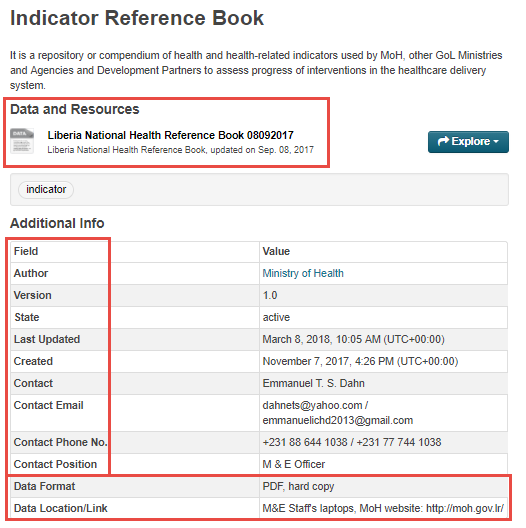 Indicator Reference Book
It is a repository or compendium of health and health-related indicators used by MoH, other GoL Ministries
and Agencies and Development Partners to assess progress of interventions in the healthcare delivery
system.
Data and Resources
DATA
Liberia National Health Reference Book 08092017
Liberia National Health Reference Book, updated on Sep. 08, 2017
Explore
indicator
Additional Info
Field Value
Author Ministry of Health
Version 1.0
State active
Last Updated March 8, 2018, 10:05 AM (UTC+00:00)
Created November 7, 2017, 4:26 PM (UTC+00:00)
Contact Emmanuel T. S. Dahn
Contact Email dahnets@yahoo.com /
emmanuelichd2013@gmail.com
Contact Phone No. +231 88 644 1038 / +231 77 744 1038
Contact Position M & E Officer
Data Format PDF, hard copy
Data Location/Link M&E Staff's laptops, MoH website: http://moh.gov.lr/